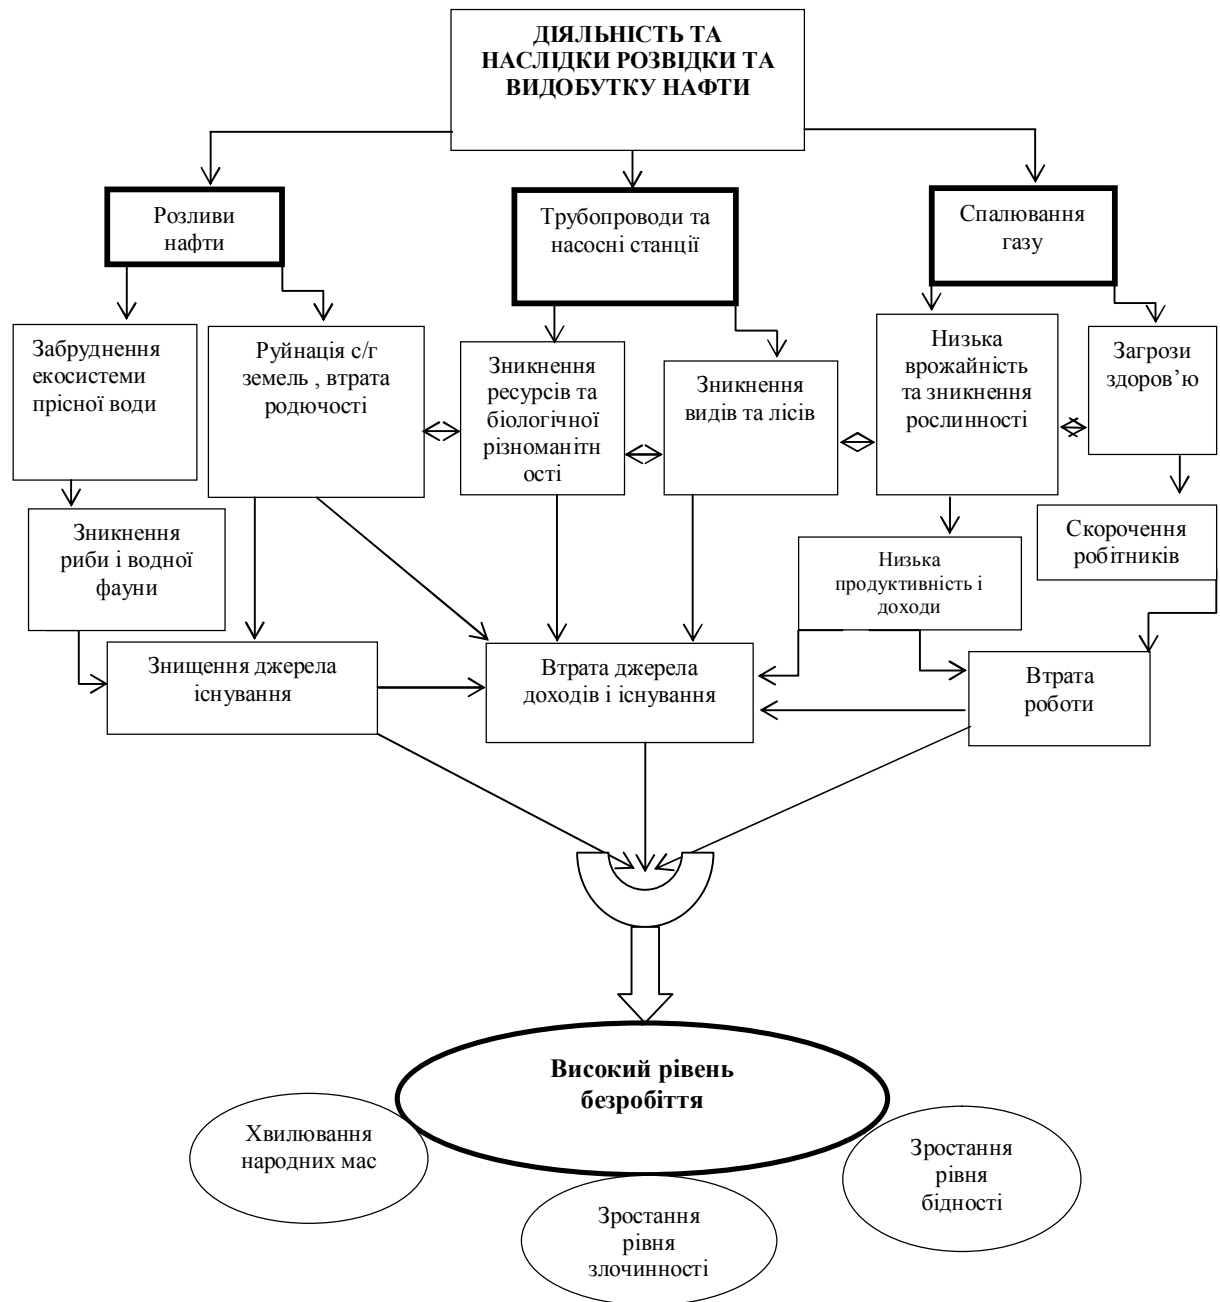 ДІЯЛЬНІСТЬ ТА
НАСЛІДКИ РОЗВІДКИ ТА
ВИДОБУТКУ НАФТИ
Розливи
нафти
Трубопроводи та
насосні станції
Спалювання
газу
Забруднення
екосистеми
прісної води
Руйнація с/г
земель , втрата
родючості
Зникнення
ресурсів та
біологічної
різноманітн
ості
Зникнення
видів та лісів
Низька
врожайність
та зникнення
рослинності
Загрози
здоров’ю
Зникнення
риби і водної
фауни
Низька
продуктивність і
доходи
Скорочення
робітників
Знищення джерела
існування
Втрата джерела
доходів і існування
Втрата
роботи
Високий рівень
безробіття
Хвилювання
народних мас
Зростання
рівня
злочинності
Зростання
рівня
бідності